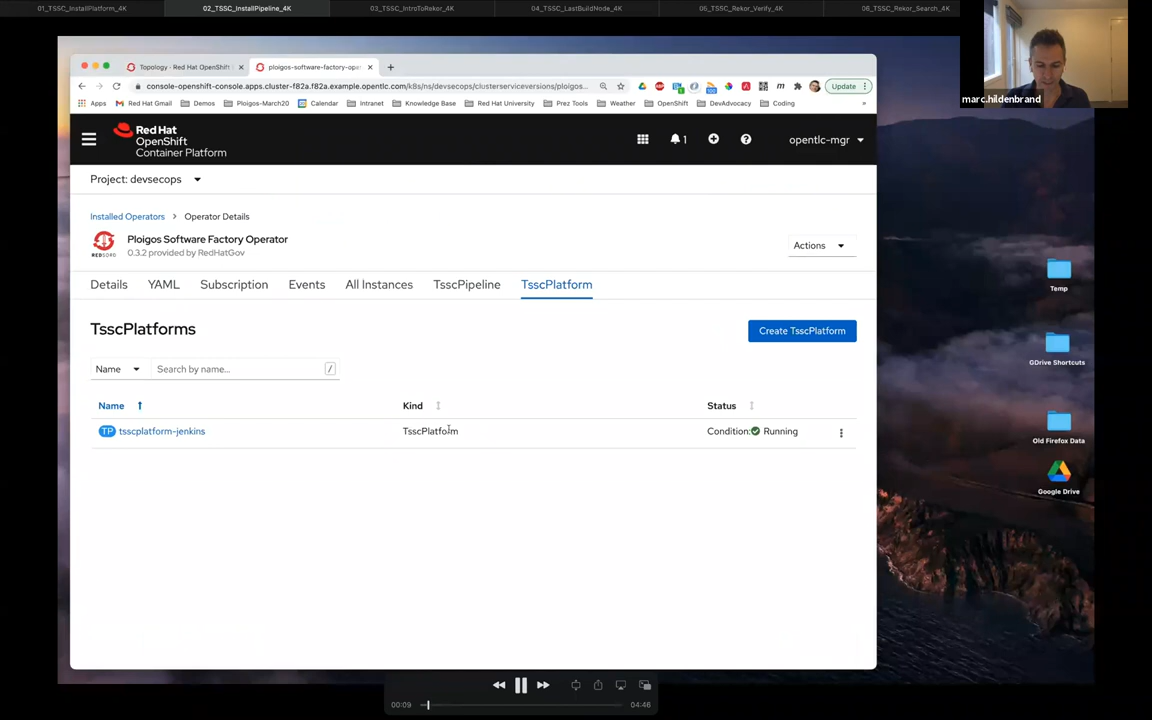 01_TSSC_InstallPlatform_4K
02_TSSC_InstallPipeline_4K
03_TSSC_IntroToRekor_4K
04_TSSC_LastBuildNode_4K
05_TSSC_Rekor_Verify_4K
06_TSSC_Rekor_Search_4K
marc.hildenbrand
Topology · Red Hat OpenShift
ploigos-software-factory-oper
console-openshift-console.apps.cluster-f82a.f82a.example.opentlc.com/k8s/ns/devsecops/clusterserviceversions/ploigos...
Update
Apps
Red Hat Gmail
Demos
Ploigos-March20
Calendar
Intranet
Knowledge Base
Red Hat University
Prez Tools
Weather
OpenShift
DevAdvocacy
Coding
»
Red Hat
OpenShift
Container Platform
1
opentlc-mgr
Project: devsecops
Installed Operators > Operator Details
REDSORD
Ploigos Software Factory Operator
0.3.2 provided by RedHatGov
Actions
Details
YAML
Subscription
Events
All Instances
TsscPipeline
TsscPlatform
TsscPlatforms
Create TsscPlatform
Name
Search by name...
/
Name
Kind
Status
TP tsscplatform-jenkins
TsscPlatform
Condition: Running
Temp
GDrive Shortcuts
Old Firefox Data
Google Drive
00:09
04:46